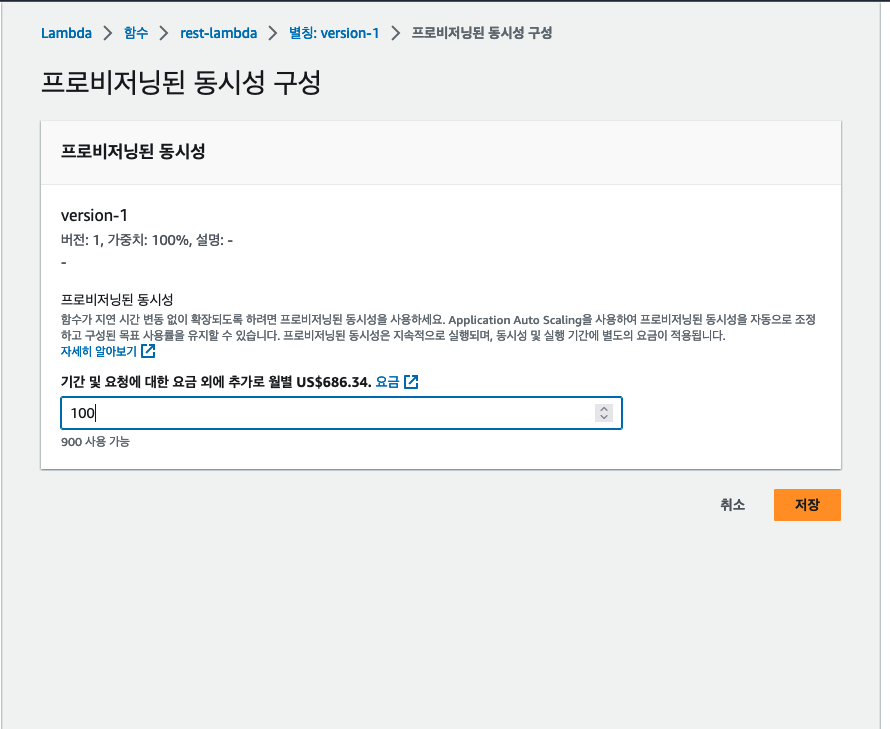 Lambda > 함수 > rest-lambda > 별칭: version-1 > 프로비저닝된 동시성 구성
프로비저닝된 동시성 구성
프로비저닝된 동시성
version-1
버전: 1, 가중치: 100%, 설명: -
-
프로비저닝된 동시성
함수가 지연 시간 변동 없이 확장되도록 하려면 프로비저닝된 동시성을 사용하세요. Application Auto Scaling을 사용하여 프로비저닝된 동시성을 자동으로 조정
하고 구성된 목표 사용률을 유지할 수 있습니다. 프로비저닝된 동시성은 지속적으로 실행되며, 동시성 및 실행 기간에 별도의 요금이 적용됩니다.
자세히 알아보기
기간 및 요청에 대한 요금 외에 추가로 월별 US$686.34. 요금
100
900 사용 가능
취소 저장